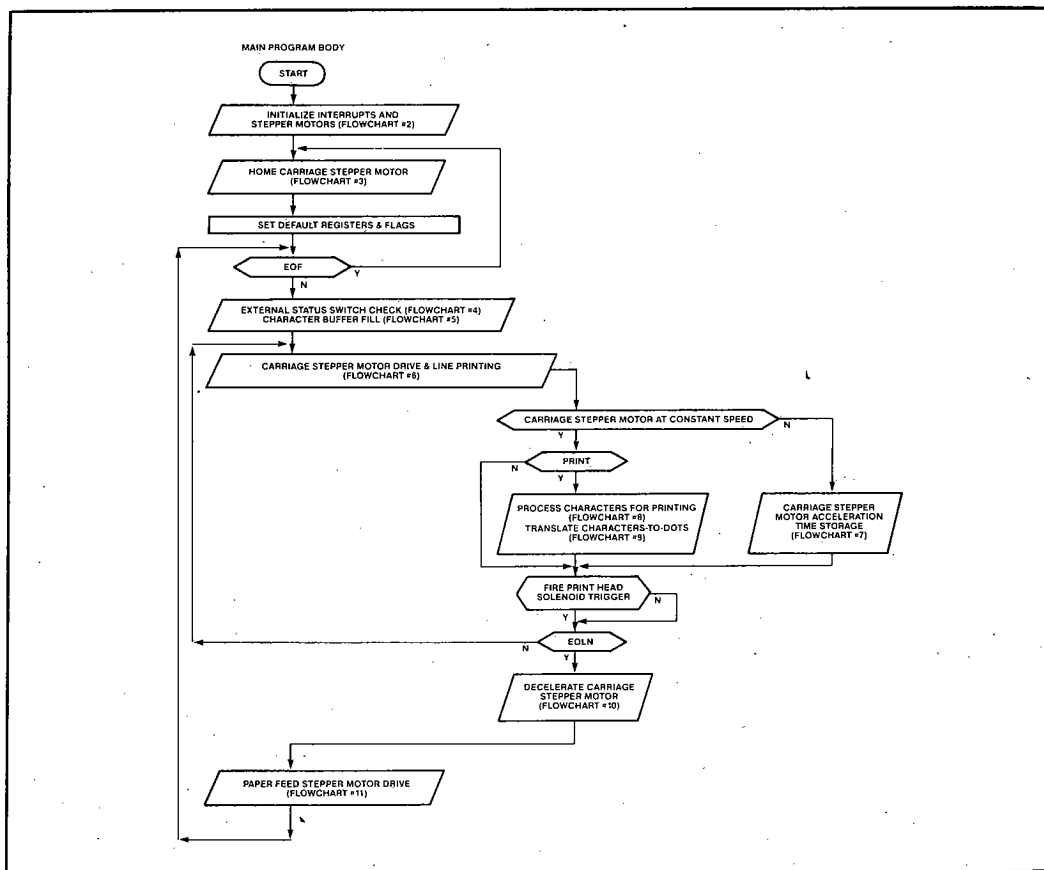 MAIN PROGRAM BODY
START
INITIALIZE INTERRUPTS AND
STEPPER MOTORS (FLOWCHART #2)
HOME CARRIAGE STEPPER MOTOR
(FLOWCHART #3)
SET DEFAULT REGISTERS & FLAGS
EOF
Y
N
EXTERNAL STATUS SWITCH CHECK (FLOWCHART #4)
CHARACTER BUFFER FILL (FLOWCHART #5)
CARRIAGE STEPPER MOTOR DRIVE & LINE PRINTING
(FLOWCHART #6)
CARRIAGE STEPPER MOTOR AT CONSTANT SPEED
N
Y
PRINT
N
Y
PROCESS CHARACTERS FOR PRINTING
(FLOWCHART #8)
TRANSLATE CHARACTERS-TO-DOTS
(FLOWCHART #9)
CARRIAGE STEPPER
MOTOR ACCELERATION
TIME STORAGE
(FLOWCHART #7)
FIRE PRINT HEAD
SOLENOID TRIGGER
N
Y
EOLN
N
Y
DECELERATE CARRIAGE
STEPPER MOTOR
(FLOWCHART #10)
PAPER FEED STEPPER MOTOR DRIVE
(FLOWCHART #11)